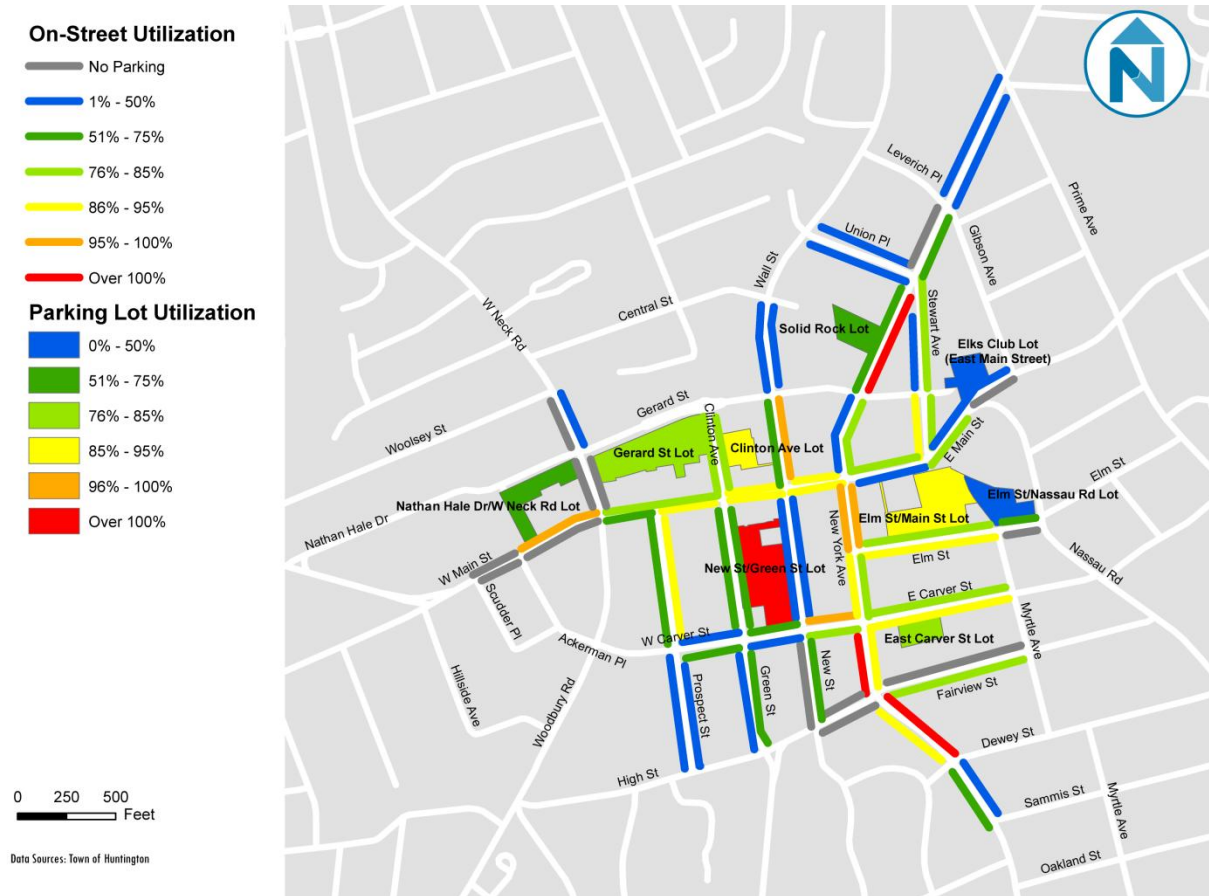 On-Street Utilization
No Parking
1% - 50%
51% - 75%
76% - 85%
86% - 95%
95% - 100%
Over 100%
Parking Lot Utilization
0% - 50%
51% - 75%
76% - 85%
85% - 95%
96% - 100%
Over 100%
0 250 500
Feet
Data Sources: Town of Huntington
N
Leverich Pl
Prime Ave
Union Pl
Gibson Ave
Wall St
W Neck Rd
Central St
Solid Rock Lot
Stewart Ave
Elks Club Lot
(East Main Street)
Gerard St
Woolsey St
Clinton Ave
Gerard St Lot
Clinton Ave Lot
E Main St
Elm St
Nathan Hale Dr/W Neck Rd Lot
Nathan Hale Dr
Elm St/Nassau Rd Lot
Elm St/Main St Lot
New York Ave
Elm St
W Main St
New St/Green St Lot
Nassau Rd
Scudder Pl
E Carver St
Ackerman Pl
W Carver St
East Carver St Lot
Myrtle Ave
Hillside Ave
Woodbury Rd
Prospect St
Green St
New St
Fairview St
High St
Dewey St
Sammis St
Myrtle Ave
Oakland St